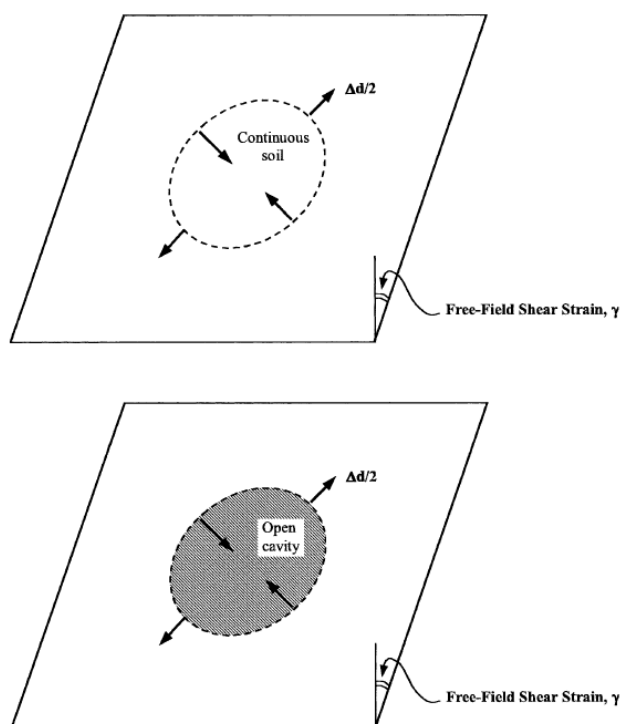 Δd/2
Continuous
soil
Free-Field Shear Strain, γ
Δd/2
Open
cavity
Free-Field Shear Strain, γ